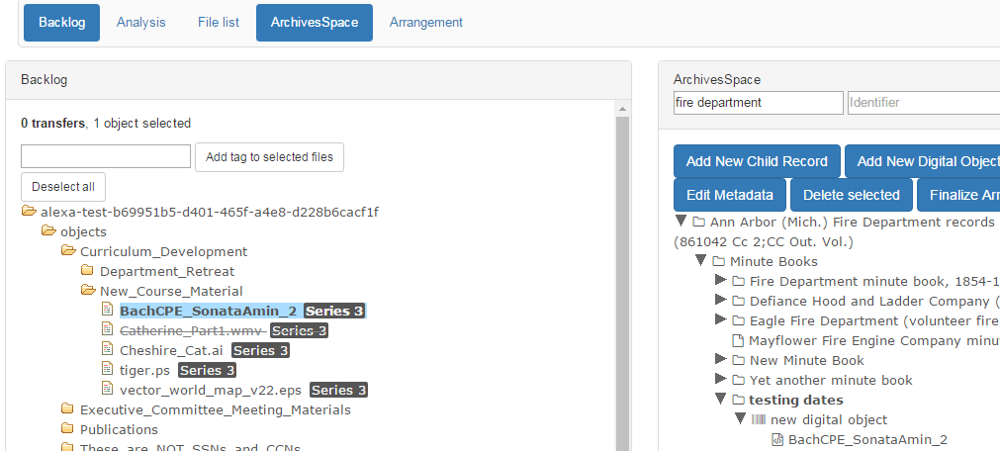 Backlog Analysis File list ArchivesSpace Arrangement
Backlog
0 transfers, 1 object selected
Add tag to selected files
Deselect all
alexa-test-b69951b5-d401-465f-a4e8-d228b6cacf1f
objects
Curriculum_Development
Department_Retreat
New_Course_Material
BachCPE_SonataAmin_2 Series 3
Catherine_Part1.wmv Series 3
Cheshire_Cat.ai Series 3
tiger.ps Series 3
vector_world_map_v22.eps Series 3
Executive_Committee_Meeting_Materials
Publications
These_are_NOT_SSNs_and_CCNs
ArchivesSpace
fire department Identifier
Add New Child Record Add New Digital Object
Edit Metadata Delete selected Finalize Arr
Ann Arbor (Mich.) Fire Department records
(861042 Cc 2;CC Out. Vol.)
Minute Books
Fire Department minute book, 1854-1
Defiance Hood and Ladder Company (
Eagle Fire Department (volunteer fire
Mayflower Fire Engine Company minu
New Minute Book
Yet another minute book
testing dates
new digital object
BachCPE_SonataAmin_2